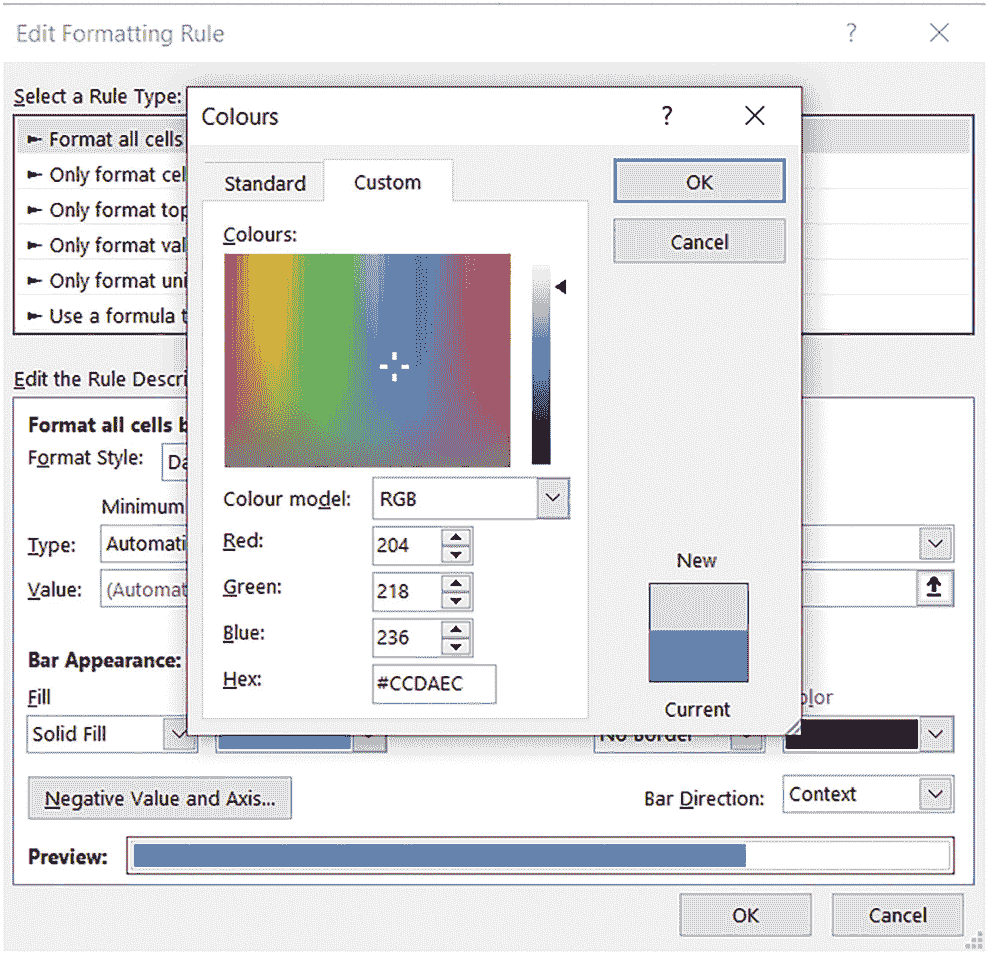 Edit Formatting Rule ?
Select a Rule Type:
► Format all cells
► Only format cel
► Only format top
► Only format val
► Only format uni
► Use a formula t
Edit the Rule Descri
Format all cells b
Format Style: Da
Minimum
Type: Automati
Value: (Automat
Bar Appearance:
Fill olor
Solid Fill No Border
Negative Value and Axis... Bar Direction: Context
Preview:
OK Cancel
Colours ?
Standard Custom
OK
Cancel
Colours:
Colour model: RGB
Red: 204
Green: 218
Blue: 236
Hex: #CCDAEC
New
Current